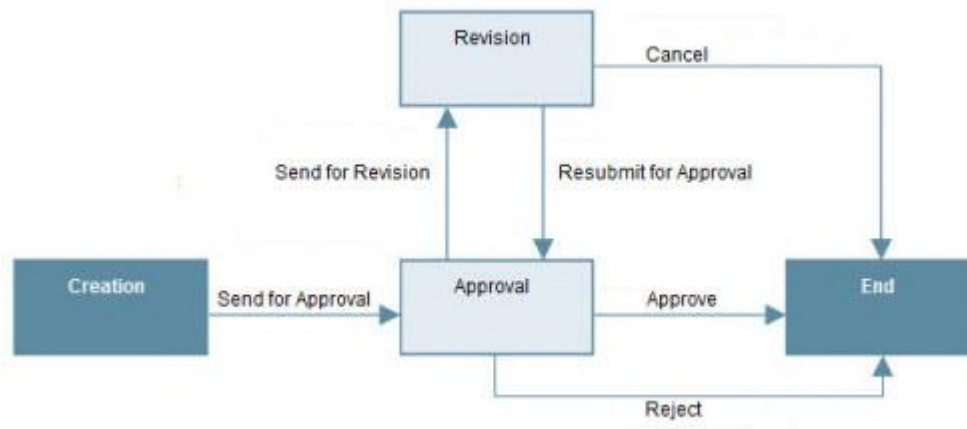 Revision
Cancel
Send for Revision
Resubmit for Approval
Creation
Send for Approval
Approval
Approve
End
Reject